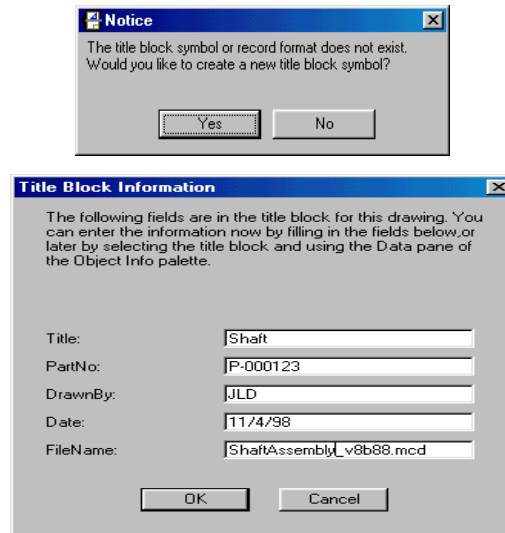 Notice
The title block symbol or record format does not exist.
Would you like to create a new title block symbol?
Yes No
Title Block Information
The following fields are in the title block for this drawing. You
can enter the information now by filling in the fields below,or
later by selecting the title block and using the Data pane of
the Object Info palette.
Title: Shaft
PartNo: P-000123
DrawnBy: JLD
Date: 11/4/98
FileName: ShaftAssembly_v8b88.mcd
OK Cancel